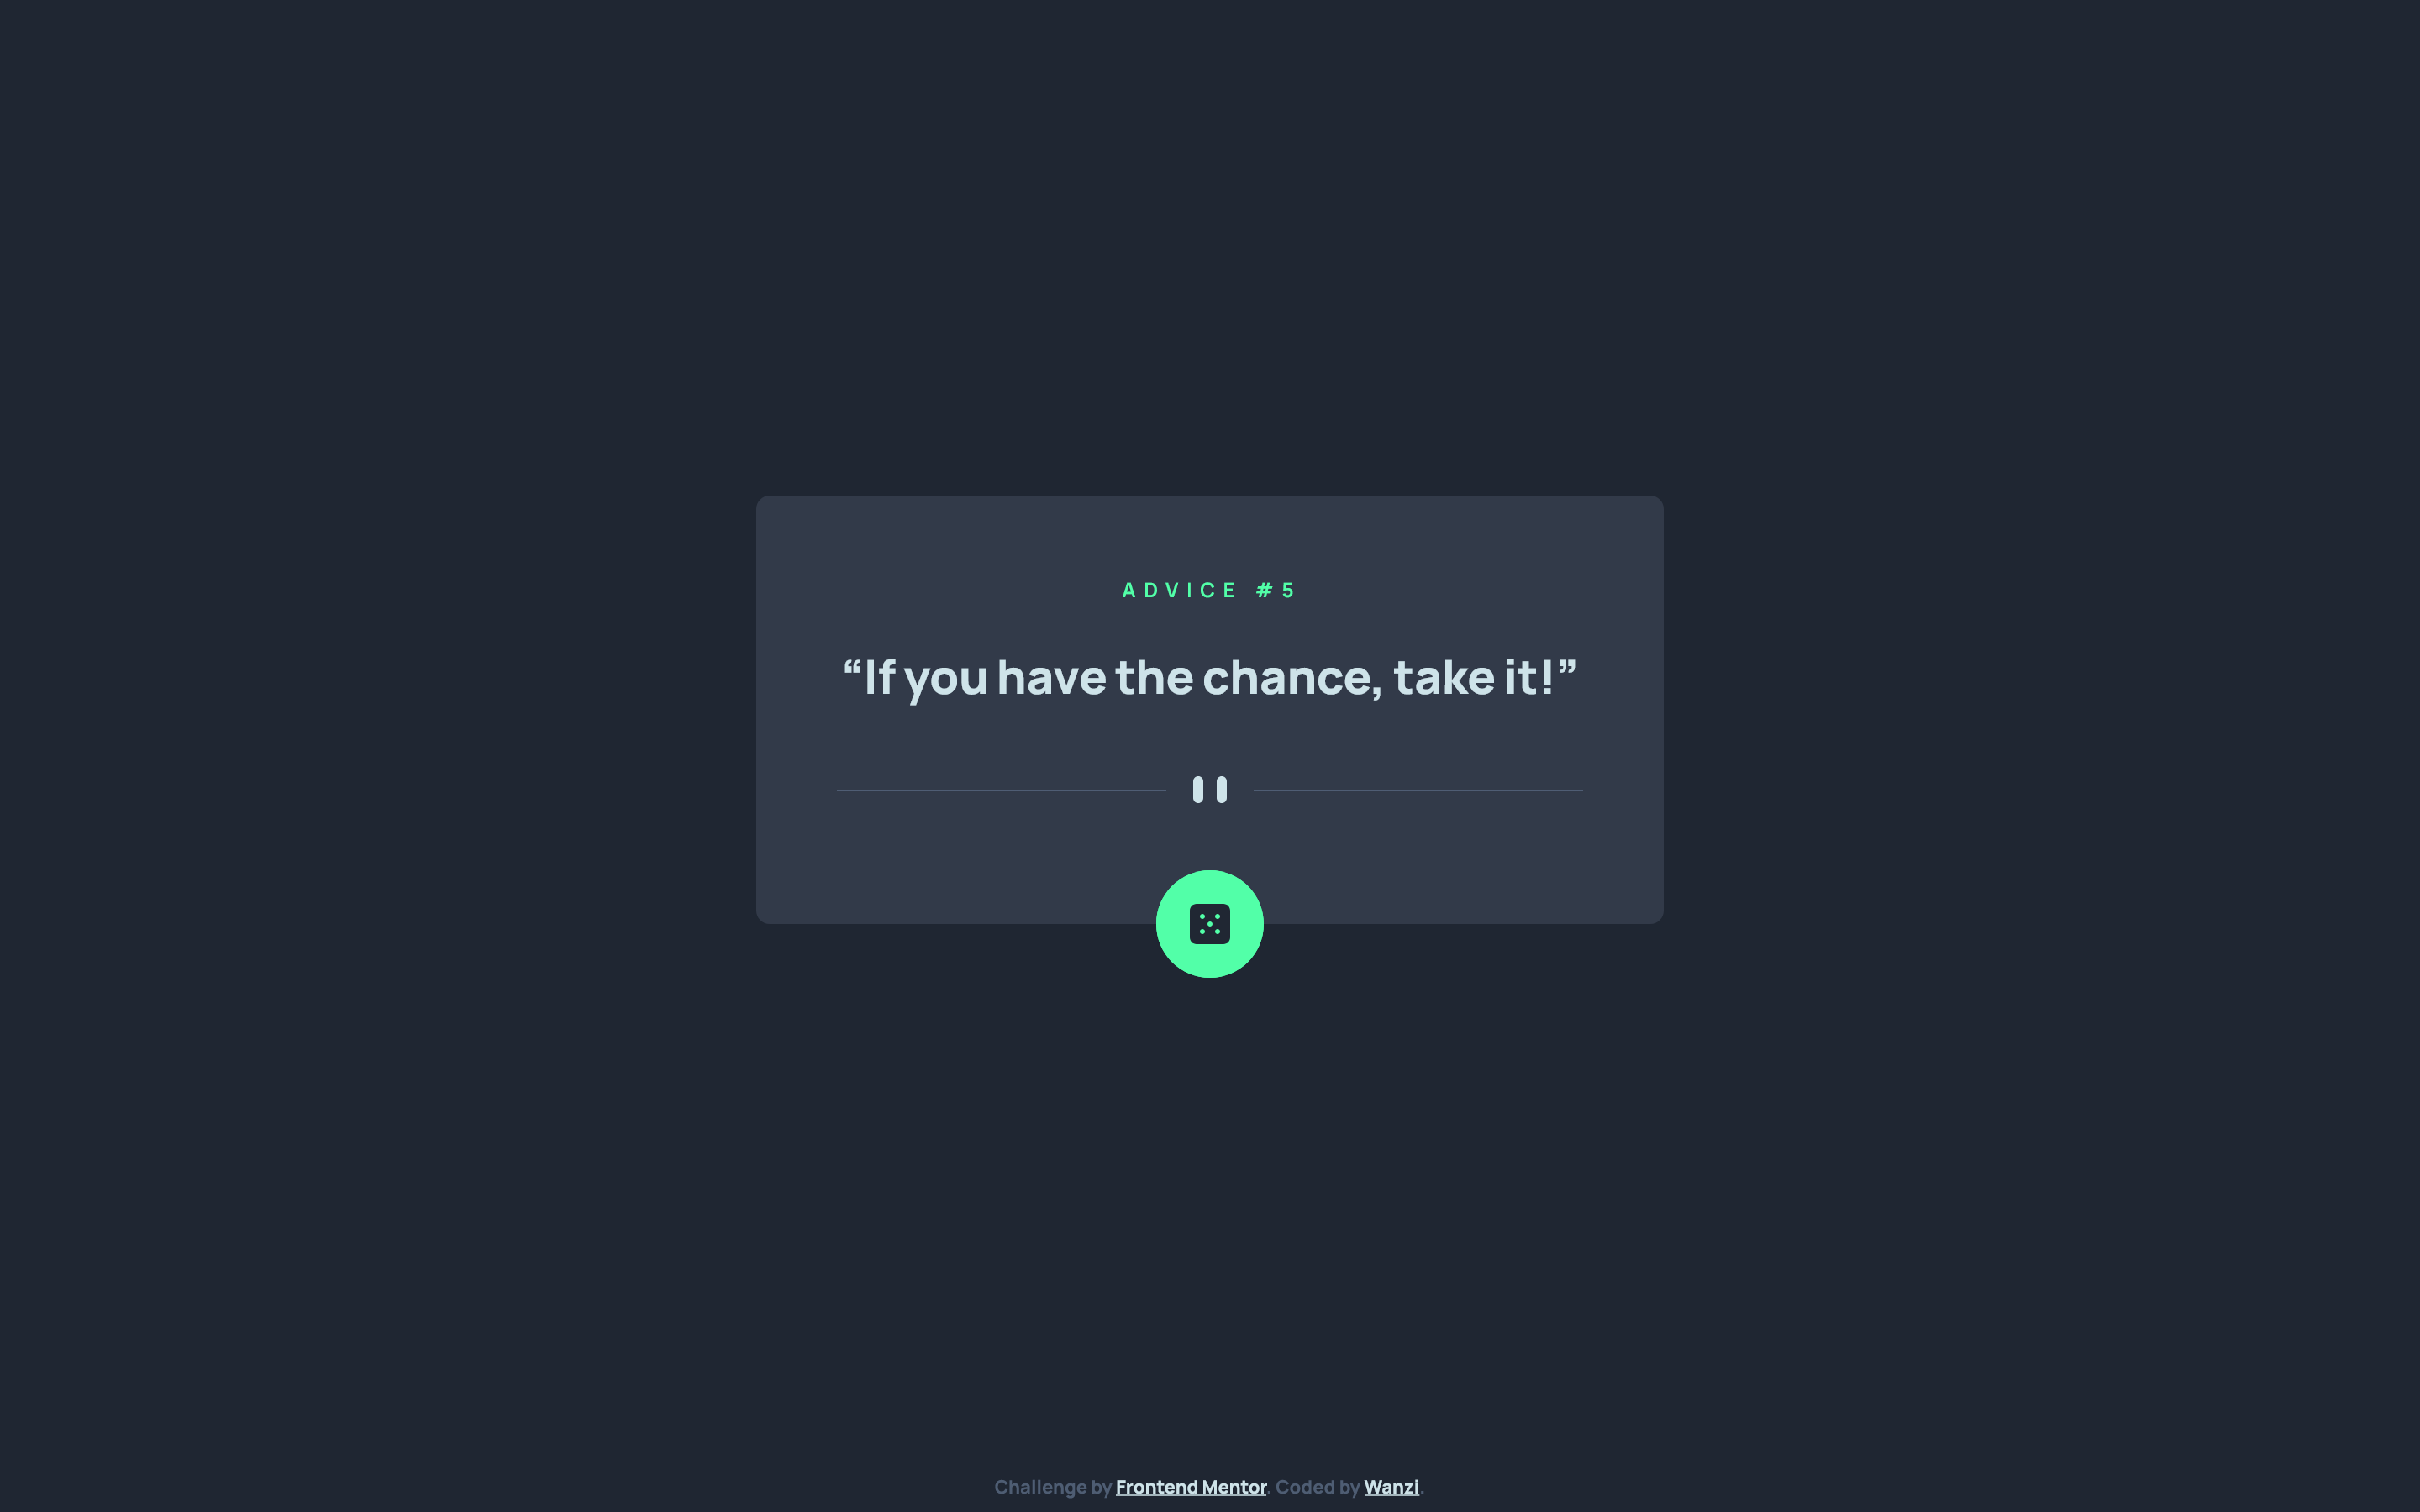 ADVICE #5
“If you have the chance, take it!”
Challenge by Frontend Mentor. Coded by Wanzi.